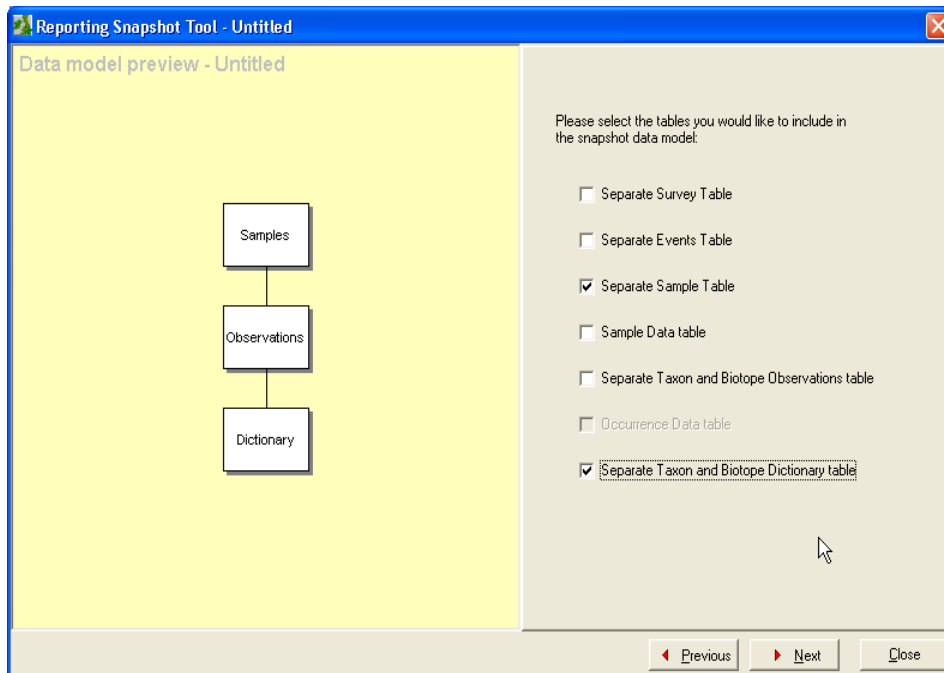 Reporting Snapshot Tool - Untitled
Data model preview - Untitled
Samples
Observations
Dictionary
Please select the tables you would like to include in
the snapshot data model:
Separate Survey Table
Separate Events Table
Separate Sample Table
Sample Data table
Separate Taxon and Biotope Observations table
Occurrence Data table
Separate Taxon and Biotope Dictionary table
Previous
Next
Close